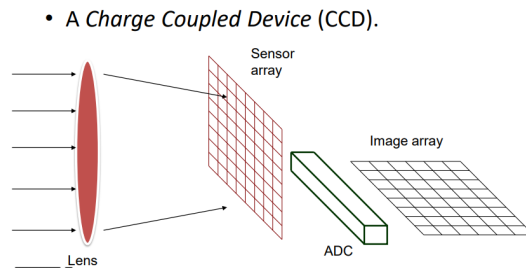 • A Charge Coupled Device (CCD).
Sensor
array
Image array
ADC
Lens